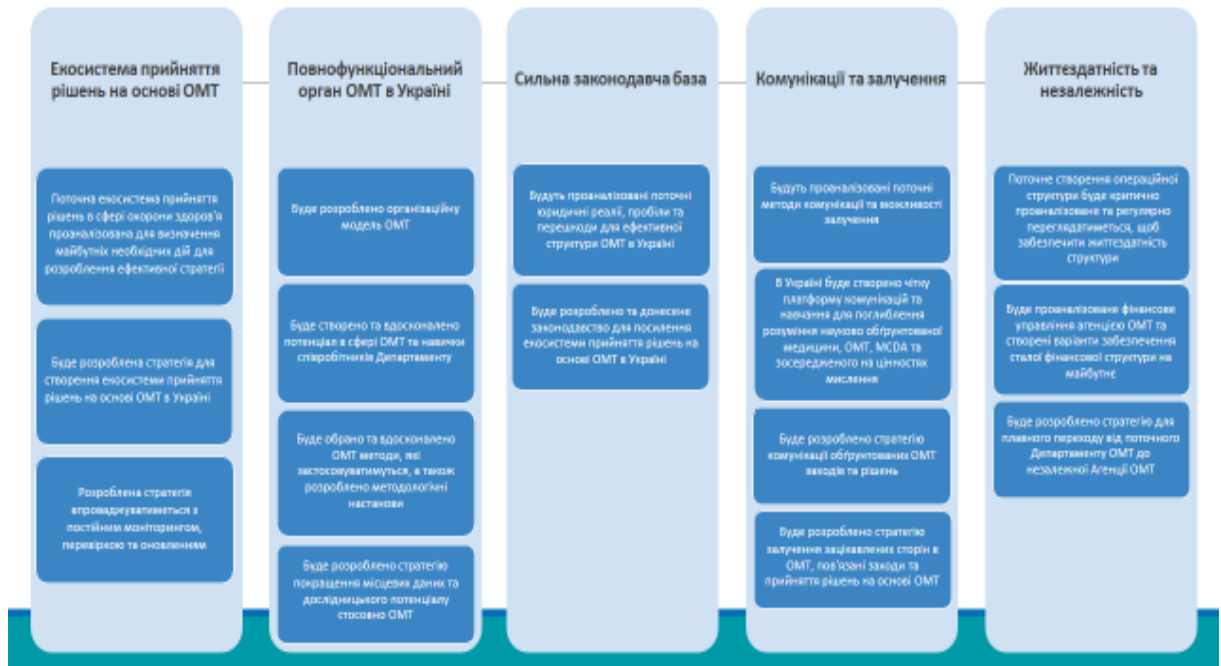 Екосистема прийняття
рішень на основі ОМТ
Поточна екосистема прийняття
рішень в сфері охорони здоров'я
проаналізована для визначення
майбутніх необхідних дій для
розроблення ефективної стратегії
Буде розроблена стратегія для
створення екосистеми прийняття
рішень на основі ОМТ в Україні
Розроблена стратегія
впроваджуватиметься з
постійним моніторингом,
перевіркою та оновленням
Повнофункціональний
орган ОМТ в Україні
Буде розроблено організаційну
модель ОМТ
Буде створено та вдосконалено
потенціал в сфері ОМТ та навички
співробітників Департаменту
Буде обрано та вдосконалено
ОМТ методи, які
застосовуватимуться, а також
розроблено методологічні
настанови
Буде розроблено стратегію
покращення місцевих даних та
дослідницького потенціалу
стосовно ОМТ
Сильна законодавча база
Будуть проаналізовані поточні
юридичні реалії, пробіли та
перешкоди для ефективної
структури ОМТ в Україні
Буде розроблено та донесене
законодавство для посилення
екосистеми прийняття рішень на
основі ОМТ в Україні
Комунікації та залучення
Будуть проаналізовані поточні
методи комунікації та можливості
залучення
В Україні буде створено чітку
платформу комунікацій та
навчання для поглиблення
розуміння науково обґрунтованої
медицини, ОМТ, MCDA та
зосередженого на цінностях
мислення
Буде розроблено стратегію
комунікації обґрунтованих ОМТ
заходів та рішень
Буде розроблено стратегію
залучення зацікавлених сторін в
ОМТ, пов'язані заходи та
прийняття рішень на основі ОМТ
Життєздатність та
незалежність
Поточне створення операційної
структури буде критично
проаналізоване та регулярно
переглядатиметься, щоб
забезпечити життєздатність
структури
Буде проаналізоване фінансове
управління агенцією ОМТ та
створені варіанти забезпечення
сталої фінансової структури на
майбутнє
Буде розроблено стратегію для
плавного переходу від поточного
Департаменту ОМТ до
незалежної Агенції ОМТ